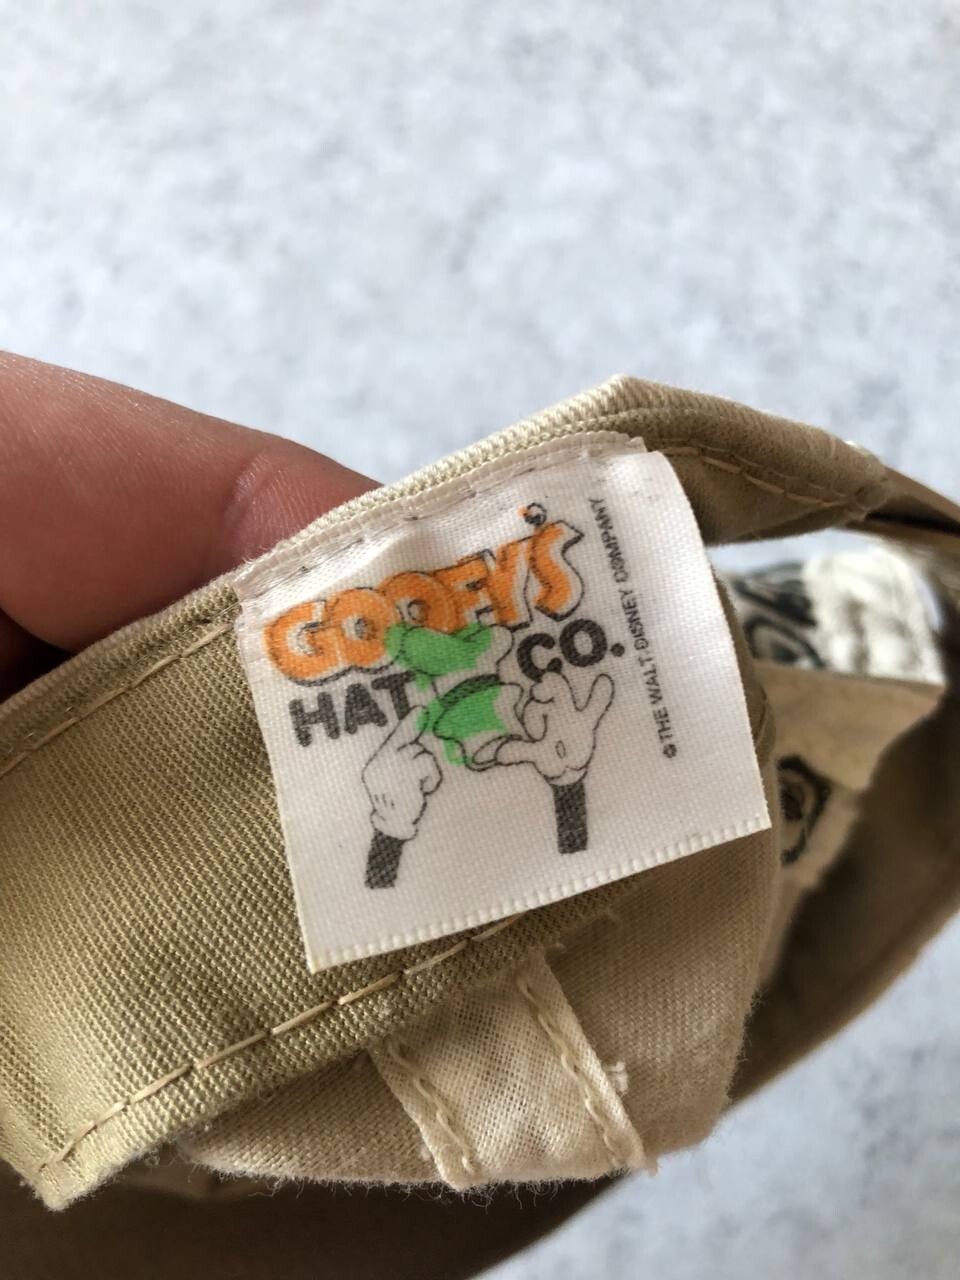 GOOFY'S
HAT CO.
©THE WALT DISNEY COMPANY